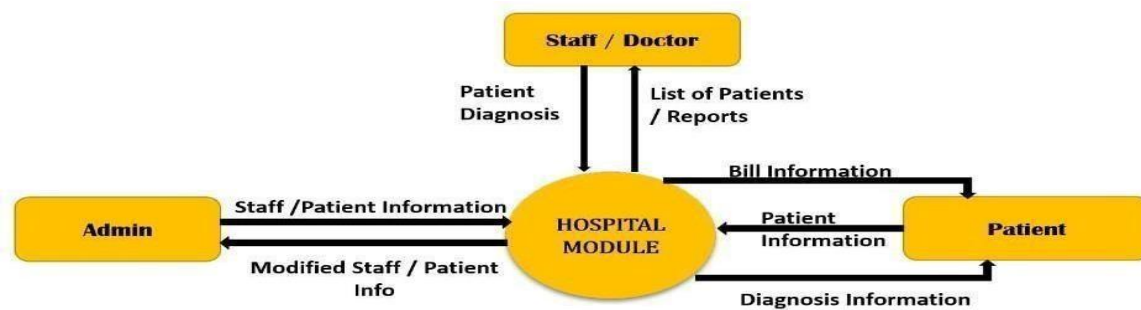 Staff / Doctor
Patient
Diagnosis
List of Patients
/ Reports
Bill Information
Staff /Patient Information
Admin
HOSPITAL
MODULE
Patient
Information
Patient
Modified Staff / Patient
Info
Diagnosis Information